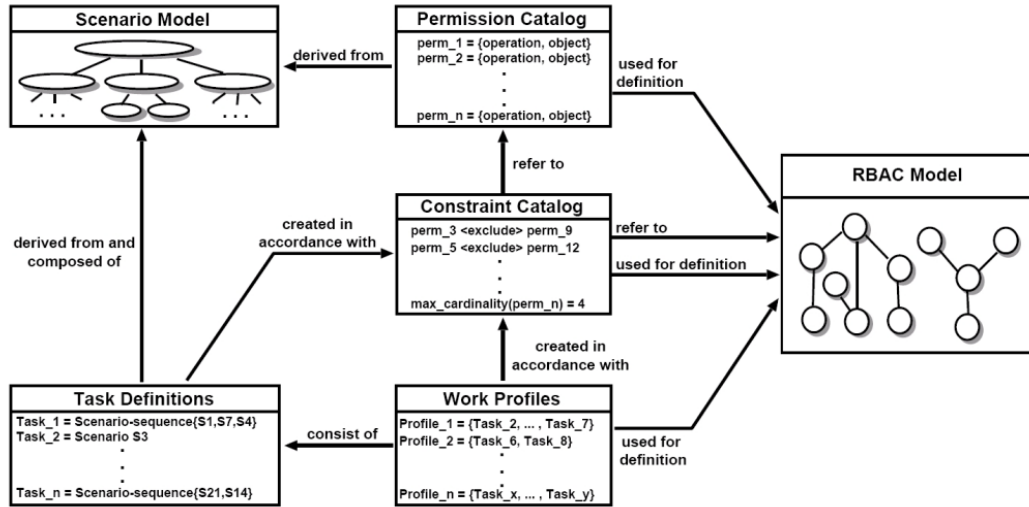 Scenario Model
. . .
. . .
derived from
Permission Catalog
perm_1 = {operation, object}
perm_2 = {operation, object}
.
.
.
perm_n = {operation, object}
used for
definition
refer to
RBAC Model
derived from and
composed of
created in
accordance with
Constraint Catalog
perm_3 <exclude> perm_9
perm_5 <exclude> perm_12
.
.
.
max_cardinality(perm_n) = 4
refer to
used for definition
created in
accordance with
Task Definitions
Task_1 = Scenario-sequence{S1,S7,S4}
Task_2 = Scenario S3
.
.
.
Task_n = Scenario-sequence{S21,S14}
consist of
Work Profiles
Profile_1 = {Task_2, ... , Task_7}
Profile_2 = {Task_6, Task_8}
.
.
.
Profile_n = {Task_x, ... , Task_y}
used for
definition